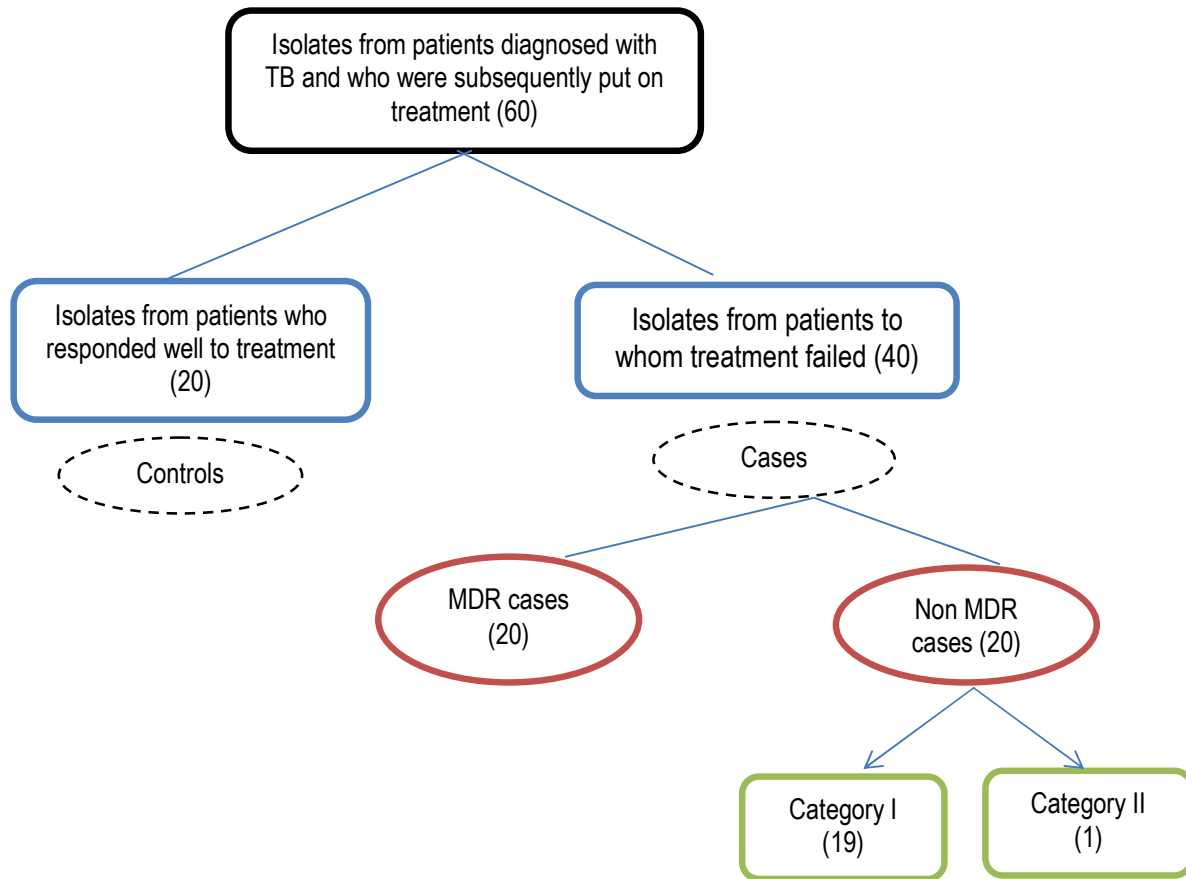 Isolates from patients diagnosed with
TB and who were subsequently put on
treatment (60)
Isolates from patients who
responded well to treatment
(20)
Isolates from patients to
whom treatment failed (40)
Controls
Cases
MDR cases
(20)
Non MDR
cases (20)
Category I
(19)
Category II
(1)